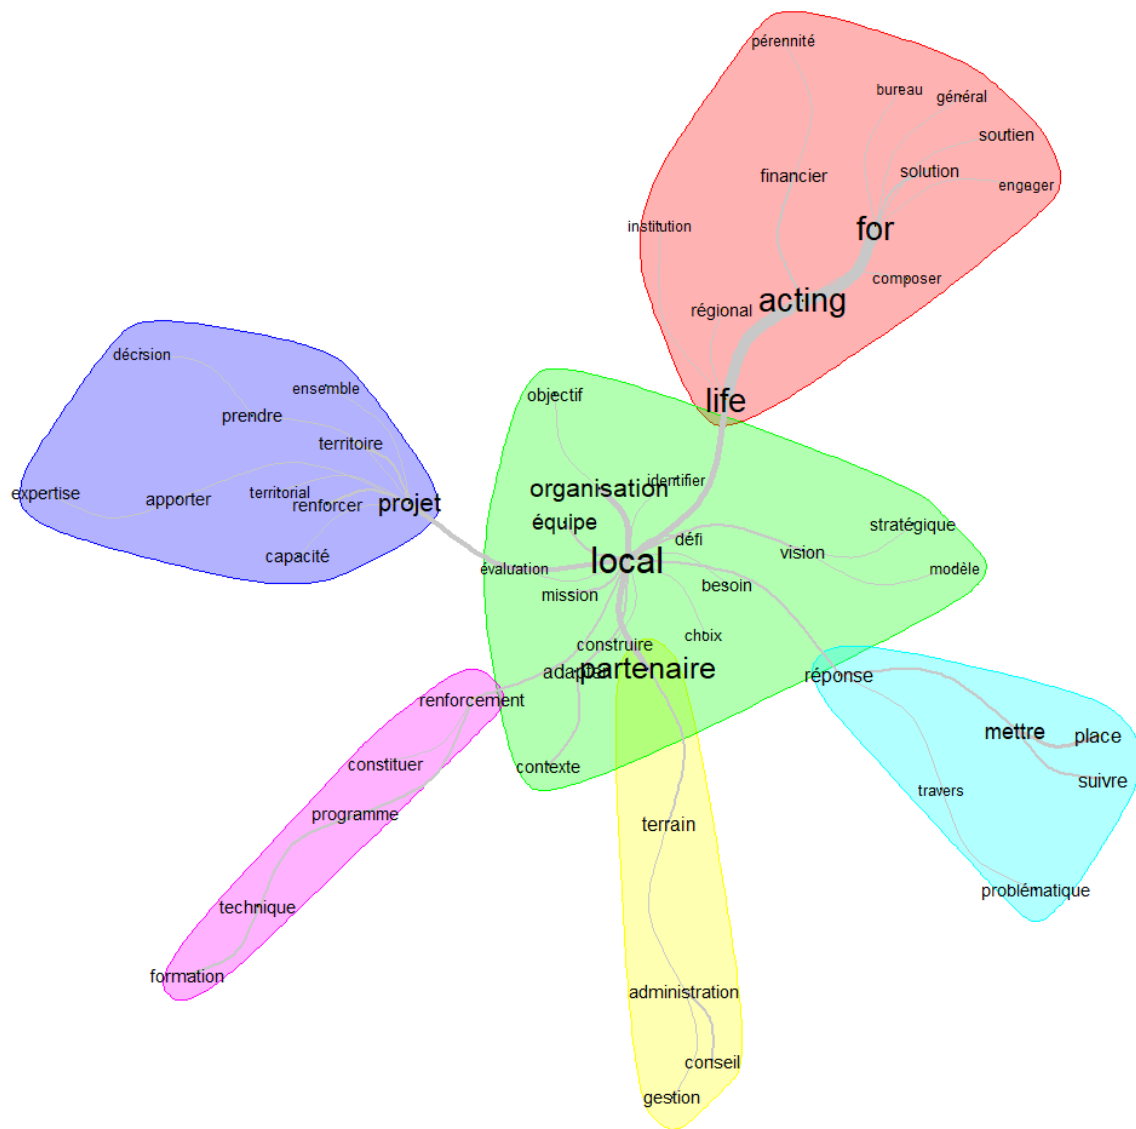 pérennité
bureau
général
soutien
solution
financier
engager
institution
for
composer
acting
régional
life
décision
ensemble
prendre
territoire
expertise
apporter
territorial
renforcer
projet
capacité
objectif
identifier
organisation
équipe
stratégique
défi
vision
local
évaluation
modèle
besoin
mission
choix
construire
adapter
partenaire
contexte
réponse
mettre
place
suivre
travers
problématique
renforcement
constituer
programme
technique
formation
terrain
administration
conseil
gestion